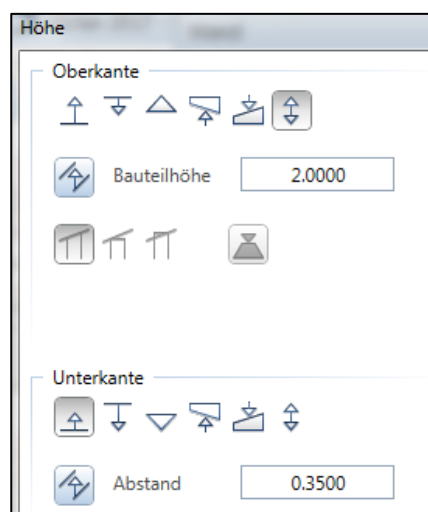 Höhe
Oberkante
Bauteilhöhe 2.0000
Unterkante
Abstand 0.3500